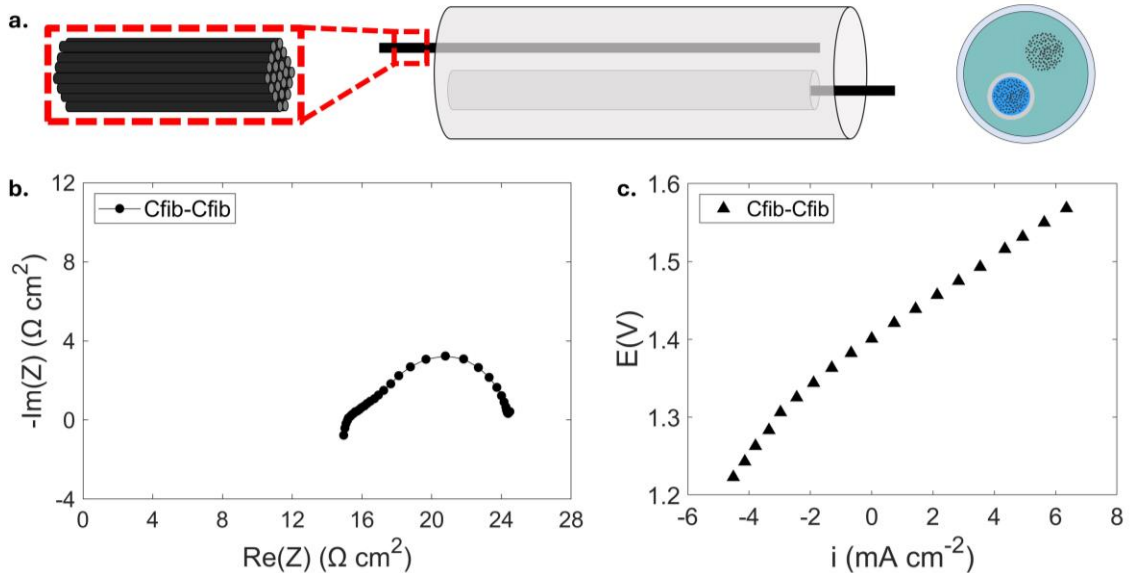 a.
b.
Cfib-Cfib
12
8
4
0
-4
0
4
8
12
16
20
24
28
-Im(Z) (Ω cm²)
Re(Z) (Ω cm²)
c.
Cfib-Cfib
1.6
1.5
1.4
1.3
1.2
-6
-4
-2
0
2
4
6
8
E(V)
i (mA cm⁻²)